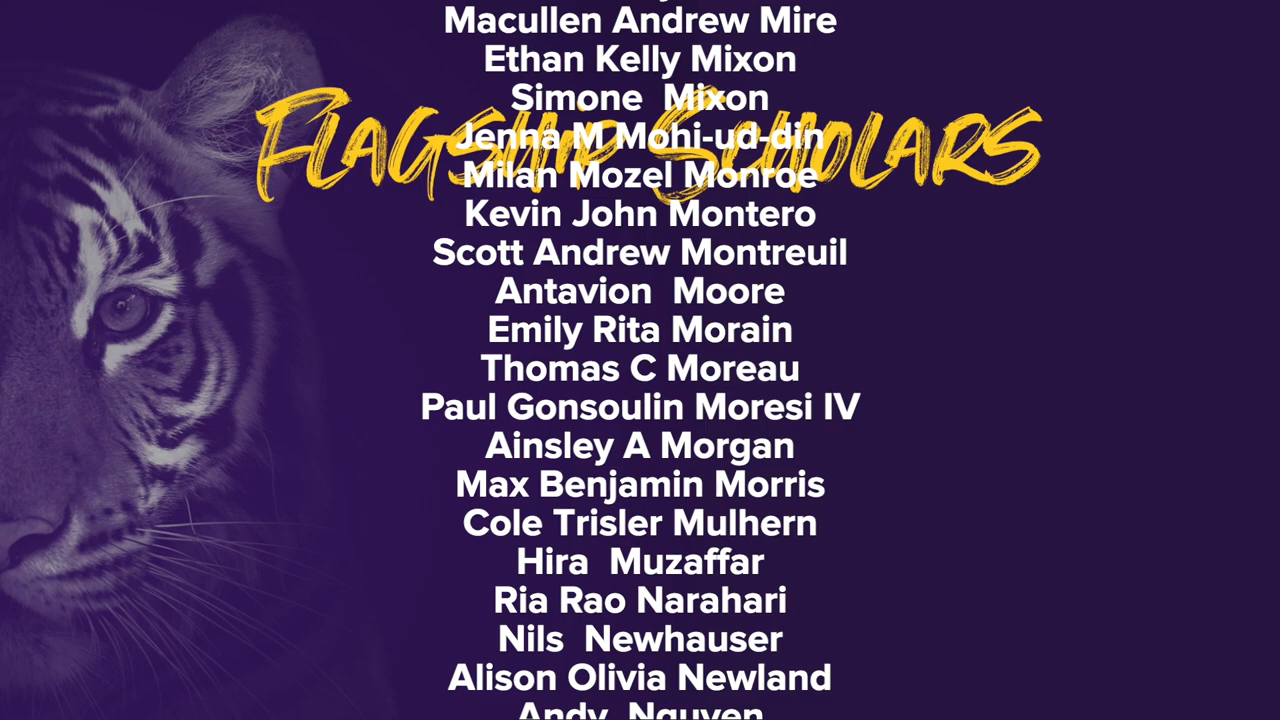 Macullen Andrew Mire
Ethan Kelly Mixon
Simone Mixon
FLAGSHIP SCHOLARS
Jenna M Mohi-ud-din
Milan Mozel Monroe
Kevin John Montero
Scott Andrew Montreuil
Antavion Moore
Emily Rita Morain
Thomas C Moreau
Paul Gonsoulin Moresi IV
Ainsley A Morgan
Max Benjamin Morris
Cole Trisler Mulhern
Hira Muzaffar
Ria Rao Narahari
Nils Newhauser
Alison Olivia Newland
Andy Nguyen